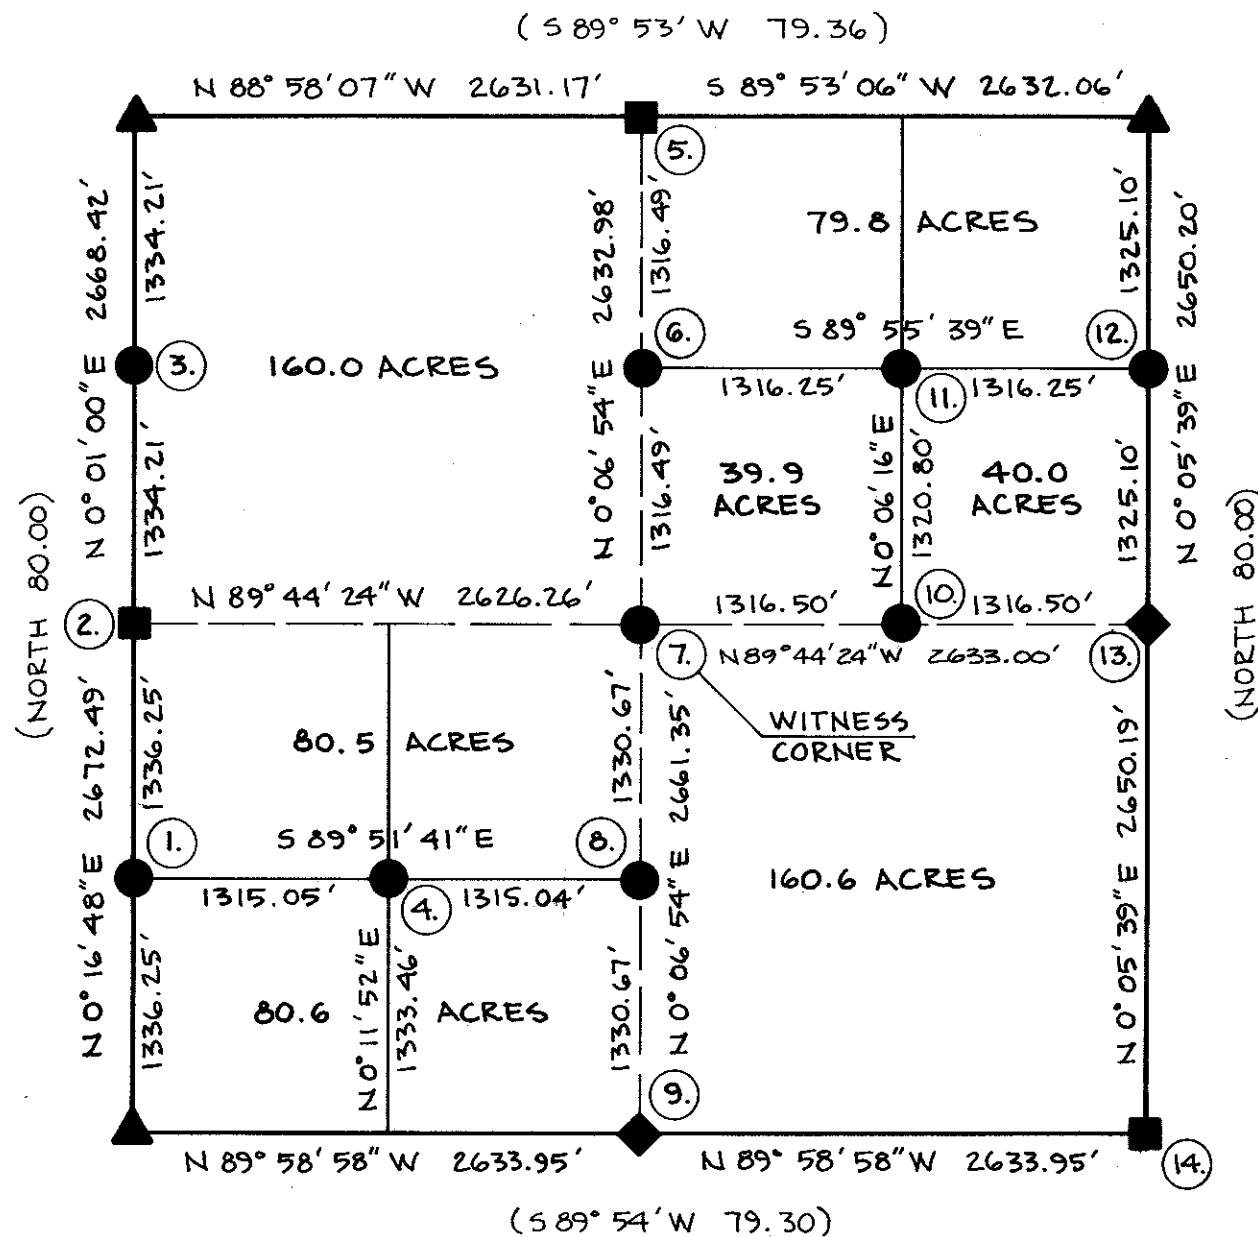 (S 89° 53' W 79.36)
N 88° 58' 07" W 2631.17'
S 89° 53' 06" W 2632.06'
5.
N 0° 01' 00" E 2668.42'
1334.21'
N 0° 06' 54" E 2632.98'
1316.49'
79.8 ACRES
1325.10'
N 0° 05' 39" E 2650.20'
3.
160.0 ACRES
6.
S 89° 55' 39" E
12.
1316.25'
11.
1316.25'
1334.21'
1316.49'
39.9
ACRES
N 0° 06' 16" E
1320.80'
40.0
ACRES
1325.10'
(NORTH 80.00)
(NORTH 80.00)
2.
N 89° 44' 24" W 2626.26'
1316.50'
10.
1316.50'
7.
N 89° 44' 24" W 2633.00'
13.
WITNESS
CORNER
N 0° 16' 48" E 2672.49'
1336.25'
80.5 ACRES
1330.67'
N 0° 06' 54" E 2661.35'
N 0° 05' 39" E 2650.19'
1.
S 89° 51' 41" E
8.
160.6 ACRES
1315.05'
4.
1315.04'
1336.25'
80.6 ACRES
N 0° 11' 52" E
1333.46'
1330.67'
9.
N 89° 58' 58" W 2633.95'
N 89° 58' 58" W 2633.95'
14.
(S 89° 54' W 79.30)